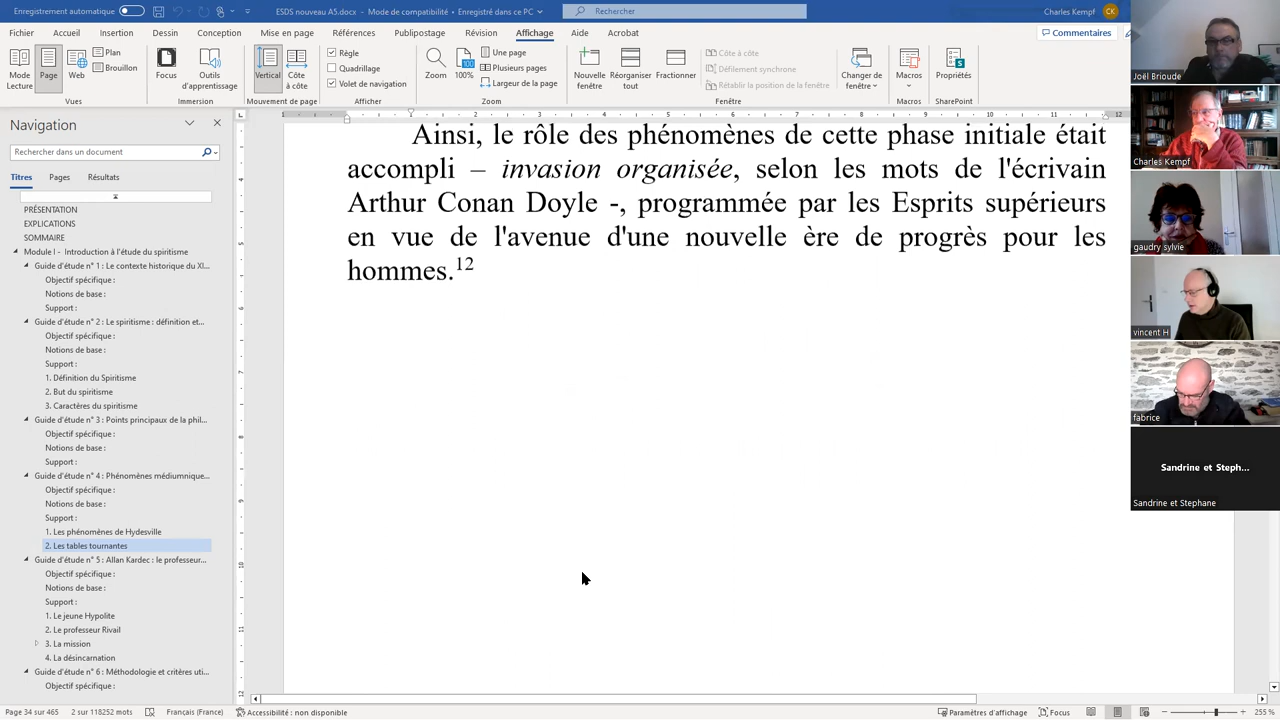 Enregistrement automatique
ESDS nouveau A5.docx - Mode de compatibilité • Enregistré dans ce PC
Rechercher
Charles Kempf
CK
Fichier Accueil Insertion Dessin Conception Mise en page Références Publipostage Révision Affichage Aide Acrobat
Commentaires
Mode Lecture
Page
Web
Plan
Brouillon
Vues
Focus
Outils d'apprentissage
Immersion
Vertical
Côte à côte
Mouvement de page
Règle
Quadrillage
Volet de navigation
Afficher
Zoom
100%
Une page
Plusieurs pages
Largeur de la page
Zoom
Nouvelle fenêtre
Réorganiser tout
Fractionner
Côte à côte
Défilement synchrone
Rétablir la position de la fenêtre
Changer de fenêtre
Fenêtre
Macros
Macros
Propriétés
SharePoint
Navigation
Rechercher dans un document
Titres Pages Résultats
PRÉSENTATION
EXPLICATIONS
SOMMAIRE
Module I - Introduction à l'étude du spiritisme
Guide d'étude n° 1 : Le contexte historique du XI...
Objectif spécifique :
Notions de base :
Support :
Guide d'étude n° 2 : Le spiritisme : définition et...
Objectif spécifique :
Notions de base :
Support :
1. Définition du Spiritisme
2. But du spiritisme
3. Caractères du spiritisme
Guide d'étude n° 3 : Points principaux de la phil...
Objectif spécifique :
Notions de base :
Support :
Guide d'étude n° 4 : Phénomènes médiumnique...
Objectif spécifique :
Notions de base :
Support :
1. Les phénomènes de Hydesville
2. Les tables tournantes
Guide d'étude n° 5 : Allan Kardec : le professeur...
Objectif spécifique :
Notions de base :
Support :
1. Le jeune Hypolite
2. Le professeur Rivail
3. La mission
4. La désincarnation
Guide d'étude n° 6 : Méthodologie et critères uti...
Objectif spécifique :
Ainsi, le rôle des phénomènes de cette phase initiale était
accompli – invasion organisée, selon les mots de l'écrivain
Arthur Conan Doyle -, programmée par les Esprits supérieurs
en vue de l'avenue d'une nouvelle ère de progrès pour les
hommes.12
Joël Brioude
Charles Kempf
gaudry sylvie
vincent H
fabrice
Sandrine et Steph...
Sandrine et Stephane
Page 34 sur 465 2 sur 118252 mots Français (France) Accessibilité : non disponible Paramètres d'affichage Focus 255 %